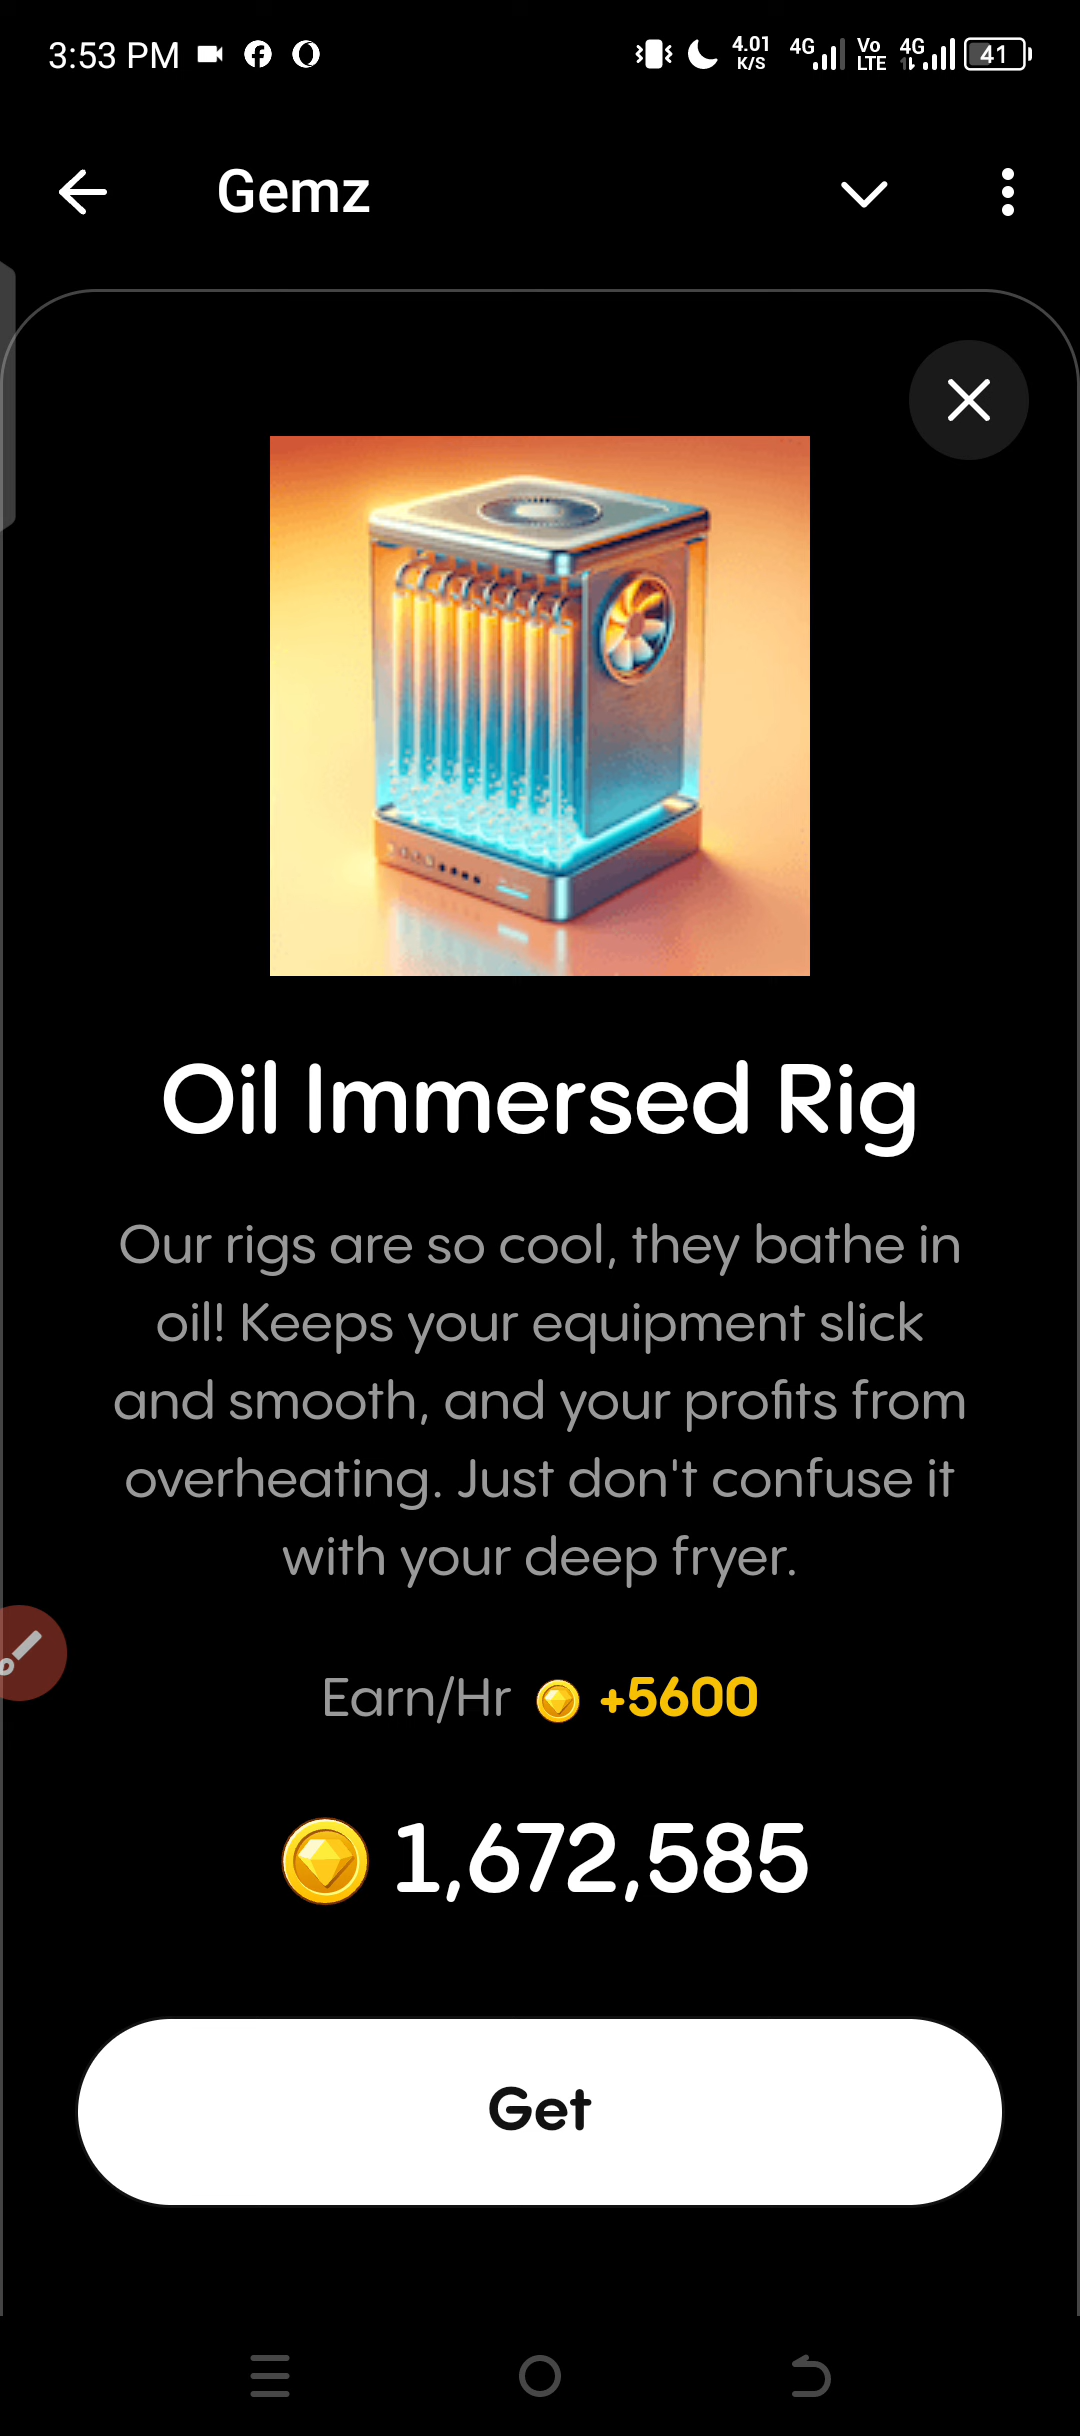 3:53 PM 4.01 K/S 4G Vo LTE 4G 41
Gemz
Oil Immersed Rig
Our rigs are so cool, they bathe in
oil! Keeps your equipment slick
and smooth, and your profits from
overheating. Just don't confuse it
with your deep fryer.
Earn/Hr +5600
1,672,585
Get